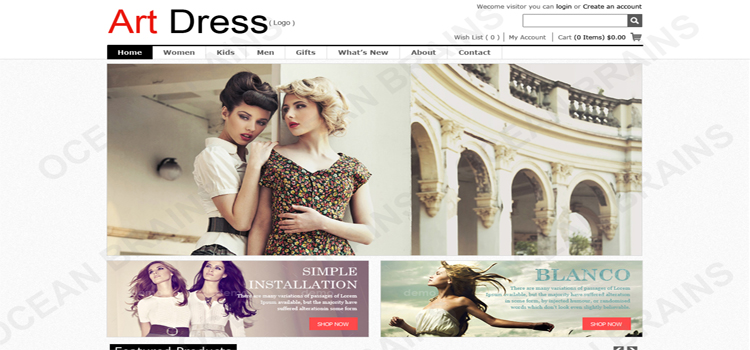 Art Dress ( Logo )
Wecome visitor you can login or Create an account
Wish List ( 0 ) | My Account | Cart (0 Items) $0.00
Home Women Kids Men Gifts What's New About Contact
SIMPLE
INSTALLATION
There are many variations of passages of Lorem
Ipsum available, but the majority have suffered
alterationed some form
SHOP NOW
BLANCO
There are many variations of passages of Lorem
Ipsum available, but the majority have suffered alteration
in some form, by injected humour, or randomised
words which don't look even slightly believable.
SHOP NOW
Featured Products
OCEAN BRAINS